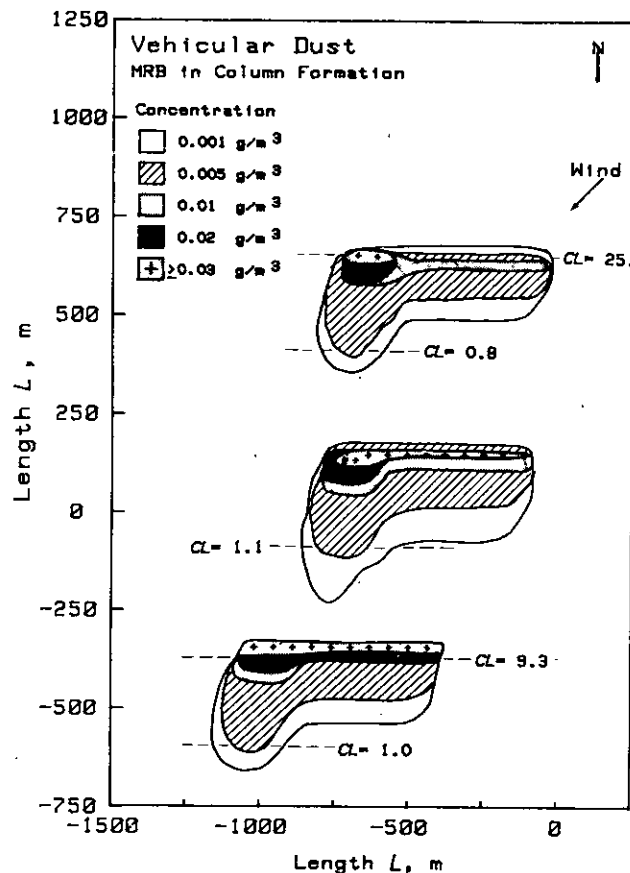 Vehicular Dust
MRB in Column Formation
Concentration
0.001 g/m³
0.005 g/m³
0.01 g/m³
0.02 g/m³
≥0.03 g/m³
N
Wind
CL= 25.
CL= 0.8
CL= 1.1
CL= 9.3
CL= 1.0
1250
1000
750
500
250
0
-250
-500
-750
Length L, m
-1500
-1000
-500
0
Length L, m